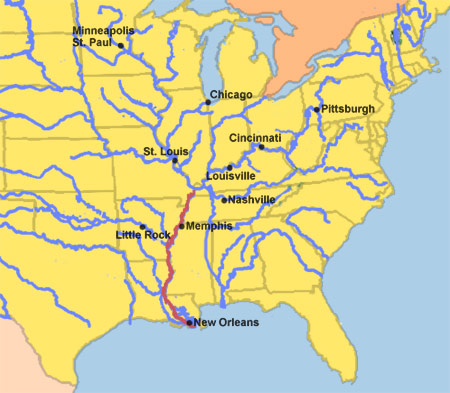 Minneapolis
St. Paul
Chicago
Pittsburgh
Cincinnati
St. Louis
Louisville
Nashville
Memphis
Little Rock
New Orleans